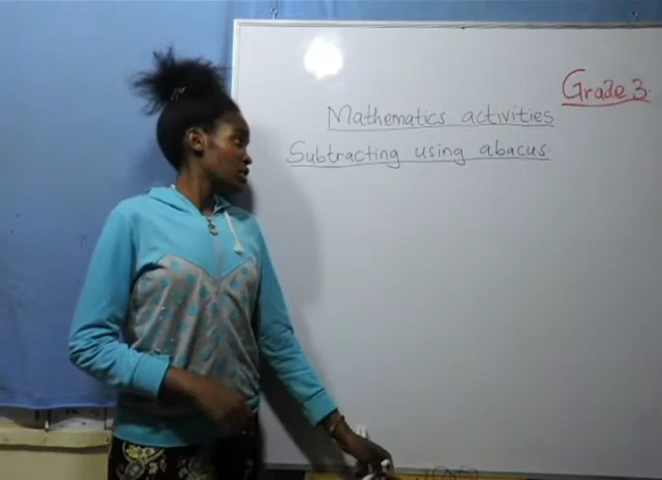 Grade 3.
Mathematics activities
Subtracting using abacus.